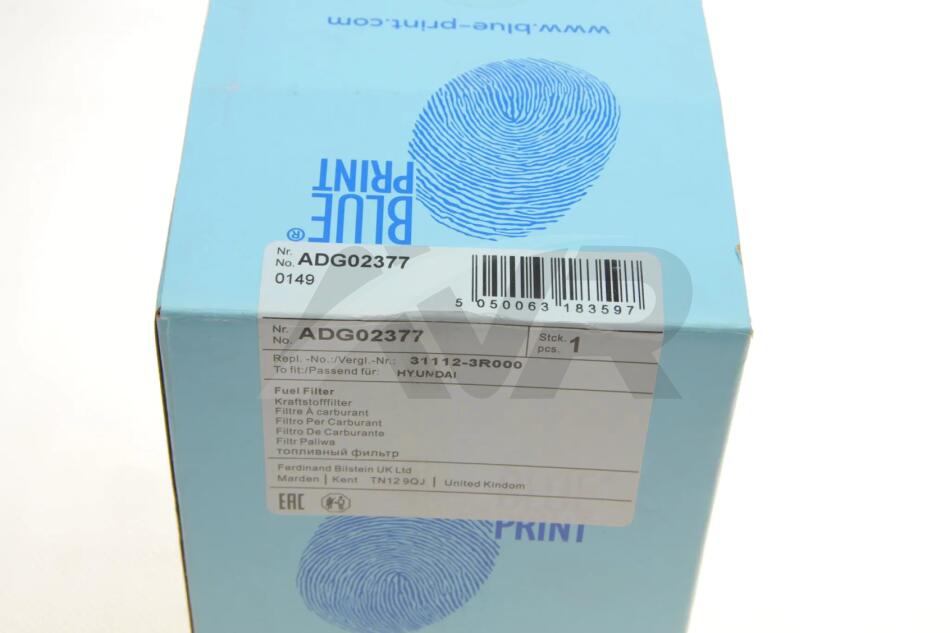 www.blue-print.com
BLUE
PRINT
®
Nr.
No. ADG02377
0149
5 050063 183597
Nr.
No. ADG02377
Stck.
pcs. 1
Repl.-No.:/Vergl.-Nr.: 31112-3R000
To fit:/Passend für: HYUNDAI
Fuel Filter
Kraftstofffilter
Filtre À carburant
Filtro Per Carburant
Filtro De Carburante
Filtr Paliwa
топливный фильтр
Ferdinand Bilstein UK Ltd
Marden | Kent TN12 9QJ | United Kindom
EAC
BLUE
PRINT
AVR